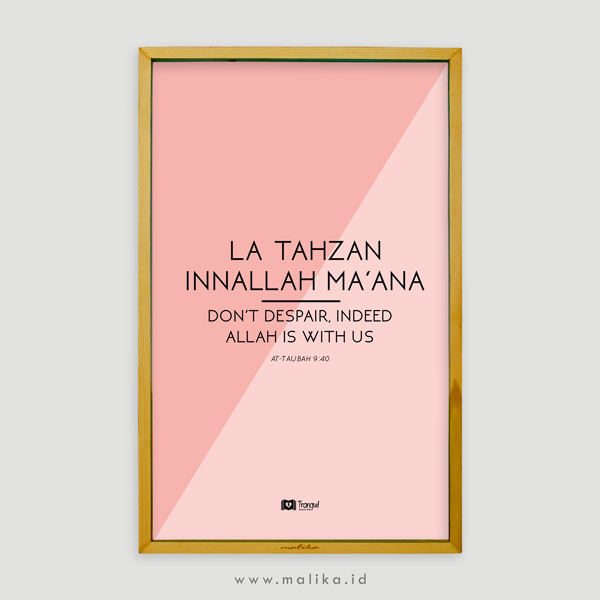 LA TAHZAN
INNALLAH MA'ANA
DON'T DESPAIR, INDEED
ALLAH IS WITH US
AT-TAUBAH 9:40
Tranquil
malika
www.malika.id